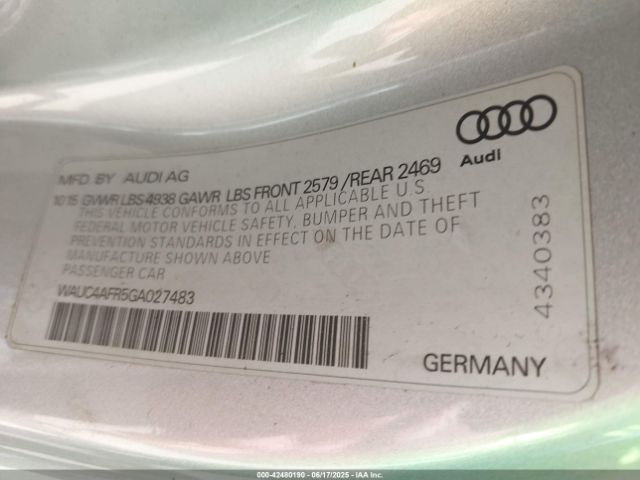 MFD. BY AUDI AG
10 15 GVWR LBS 4938 GAWR LBS FRONT 2579 / REAR 2469
THIS VEHICLE CONFORMS TO ALL APPLICABLE U.S.
FEDERAL MOTOR VEHICLE SAFETY, BUMPER AND THEFT
PREVENTION STANDARDS IN EFFECT ON THE DATE OF
MANUFACTURE SHOWN ABOVE
PASSENGER CAR
WAUC4AFR5GA027483
Audi
4340383
GERMANY
000-42480190 - 06/17/2025 - IAA Inc.